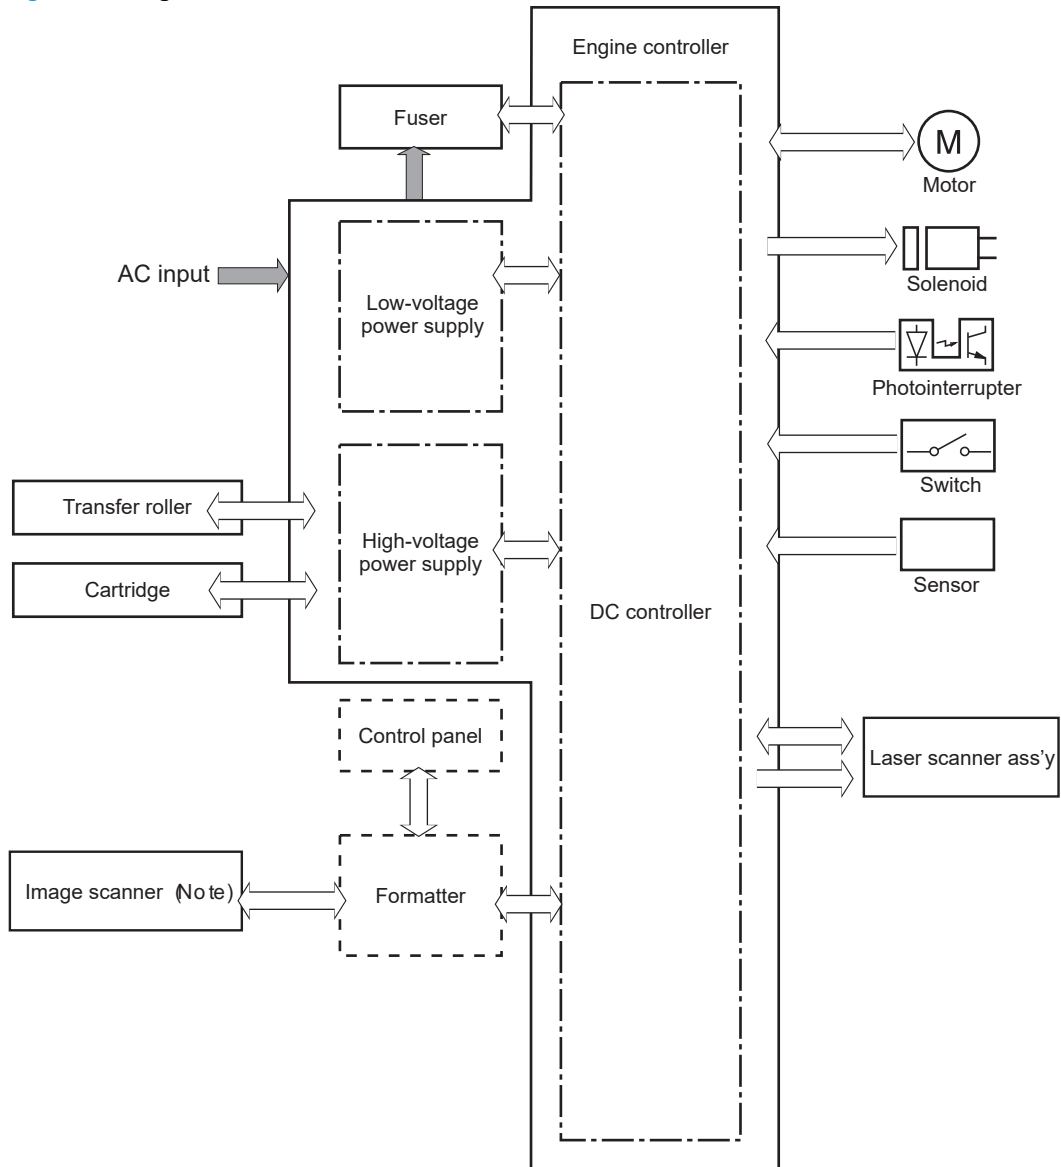 Engine controller
Fuser
M
Motor
AC input
Low-voltage
power supply
Solenoid
Photointerrupter
Switch
Transfer roller
High-voltage
power supply
Sensor
Cartridge
DC controller
Control panel
Laser scanner ass'y
Image scanner (Note)
Formatter